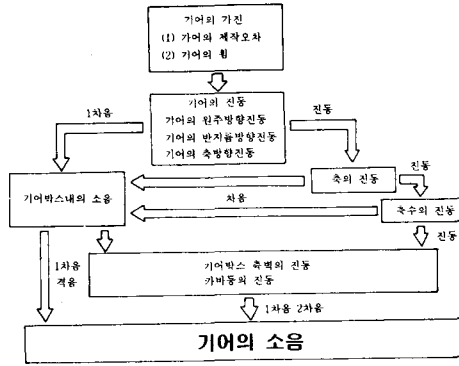 기어의 가진
(1) 기어의 제작오차
(2) 기어의 휨
기어의 진동
기어의 원주방향진동
기어의 반지름방향진동
기어의 축방향진동
1차음
진동
기어박스내의 소음
축의 진동
진동
차음
축수의 진동
진동
1차음
격음
기어박스 측벽의 진동
카바등의 진동
1차음 2차음
기어의 소음